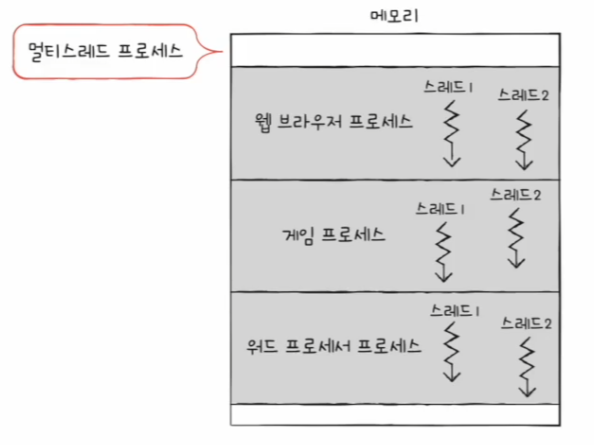 메모리
멀티스레드 프로세스
스레드1
스레드2
웹 브라우저 프로세스
스레드1
스레드2
게임 프로세스
스레드1
스레드2
워드 프로세서 프로세스